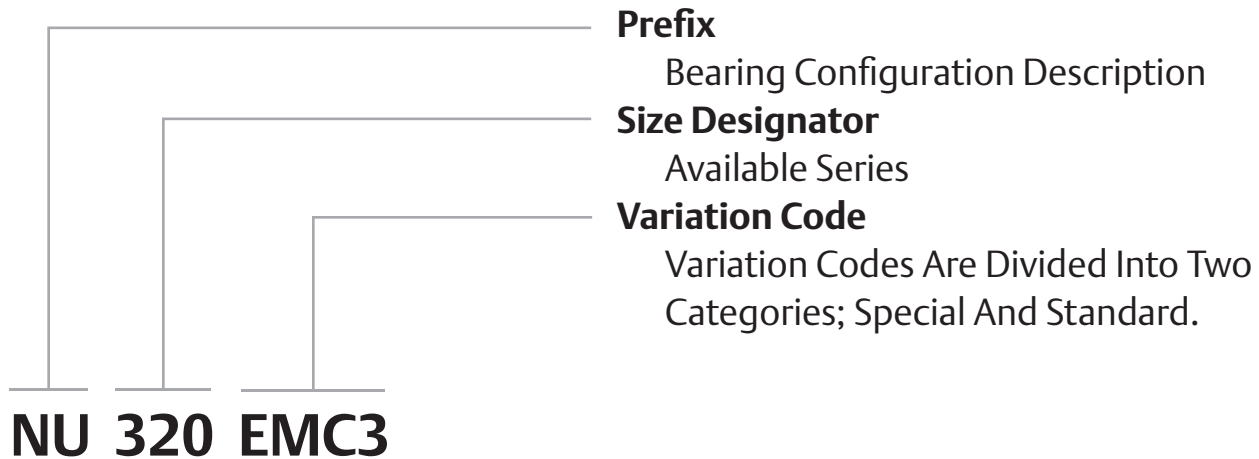 Prefix
Bearing Configuration Description
Size Designator
Available Series
Variation Code
Variation Codes Are Divided Into Two
Categories; Special And Standard.
NU 320 EMC3